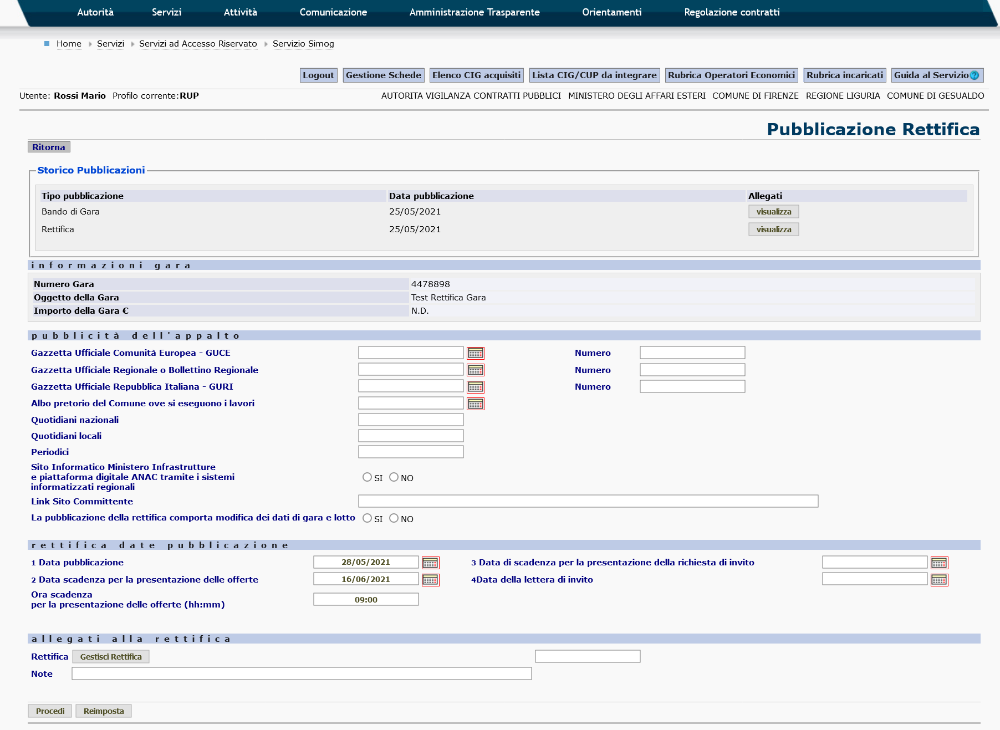 Autorità Servizi Attività Comunicazione Amministrazione Trasparente Orientamenti Regolazione contratti
Home Servizi Servizi ad Accesso Riservato Servizio Simog
Logout Gestione Schede Elenco CIG acquisiti Lista CIG/CUP da integrare Rubrica Operatori Economici Rubrica incaricati Guida al Servizio ?
Utente: Rossi Mario Profilo corrente:RUP AUTORITA VIGILANZA CONTRATTI PUBBLICI MINISTERO DEGLI AFFARI ESTERI COMUNE DI FIRENZE REGIONE LIGURIA COMUNE DI GESUALDO
Pubblicazione Rettifica
Ritorna
Storico Pubblicazioni
Tipo pubblicazione Data pubblicazione Allegati
Bando di Gara 25/05/2021 visualizza
Rettifica 25/05/2021 visualizza
informazioni gara
Numero Gara 4478898
Oggetto della Gara Test Rettifica Gara
Importo della Gara € N.D.
pubblicità dell'appalto
Gazzetta Ufficiale Comunità Europea - GUCE Numero
Gazzetta Ufficiale Regionale o Bollettino Regionale Numero
Gazzetta Ufficiale Repubblica Italiana - GURI Numero
Albo pretorio del Comune ove si eseguono i lavori
Quotidiani nazionali
Quotidiani locali
Periodici
Sito Informatico Ministero Infrastrutture
e piattaforma digitale ANAC tramite i sistemi
informatizzati regionali SI NO
Link Sito Committente
La pubblicazione della rettifica comporta modifica dei dati di gara e lotto SI NO
rettifica date pubblicazione
1 Data pubblicazione 28/05/2021 3 Data di scadenza per la presentazione della richiesta di invito
2 Data scadenza per la presentazione delle offerte 16/06/2021 4Data della lettera di invito
Ora scadenza
per la presentazione delle offerte (hh:mm) 09:00
allegati alla rettifica
Rettifica Gestisci Rettifica
Note
Procedi Reimposta